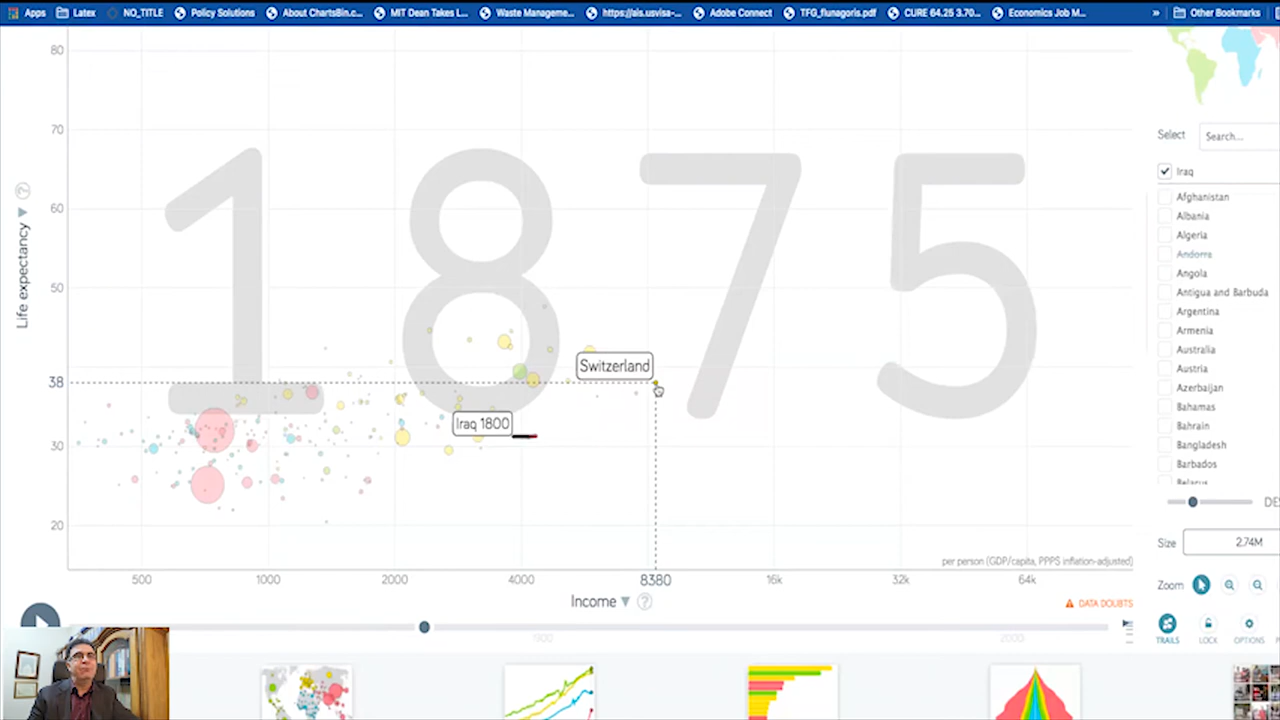 Apps Latex NO_TITLE Policy Solutions About ChartsBin.c... MIT Dean Takes L... Waste Manageme... https://ais.usvisa-... Adobe Connect TFG_flunagoris.pdf CURE 64.25 3.70... Economics Job M... » Other Bookmarks
80
70
60
50
38
30
20
Life expectancy
?
1875
Switzerland
Iraq 1800
per person (GDP/capita, PPP$ inflation-adjusted)
500 1000 2000 4000 8380 16k 32k 64k
Income ?
DATA DOUBTS
1900 2000
Select Search...
Iraq
Afghanistan
Albania
Algeria
Andorra
Angola
Antigua and Barbuda
Argentina
Armenia
Australia
Austria
Azerbaijan
Bahamas
Bahrain
Bangladesh
Barbados
Belarus
Size 2.74M
Zoom
TRAILS LOCK OPTIONS